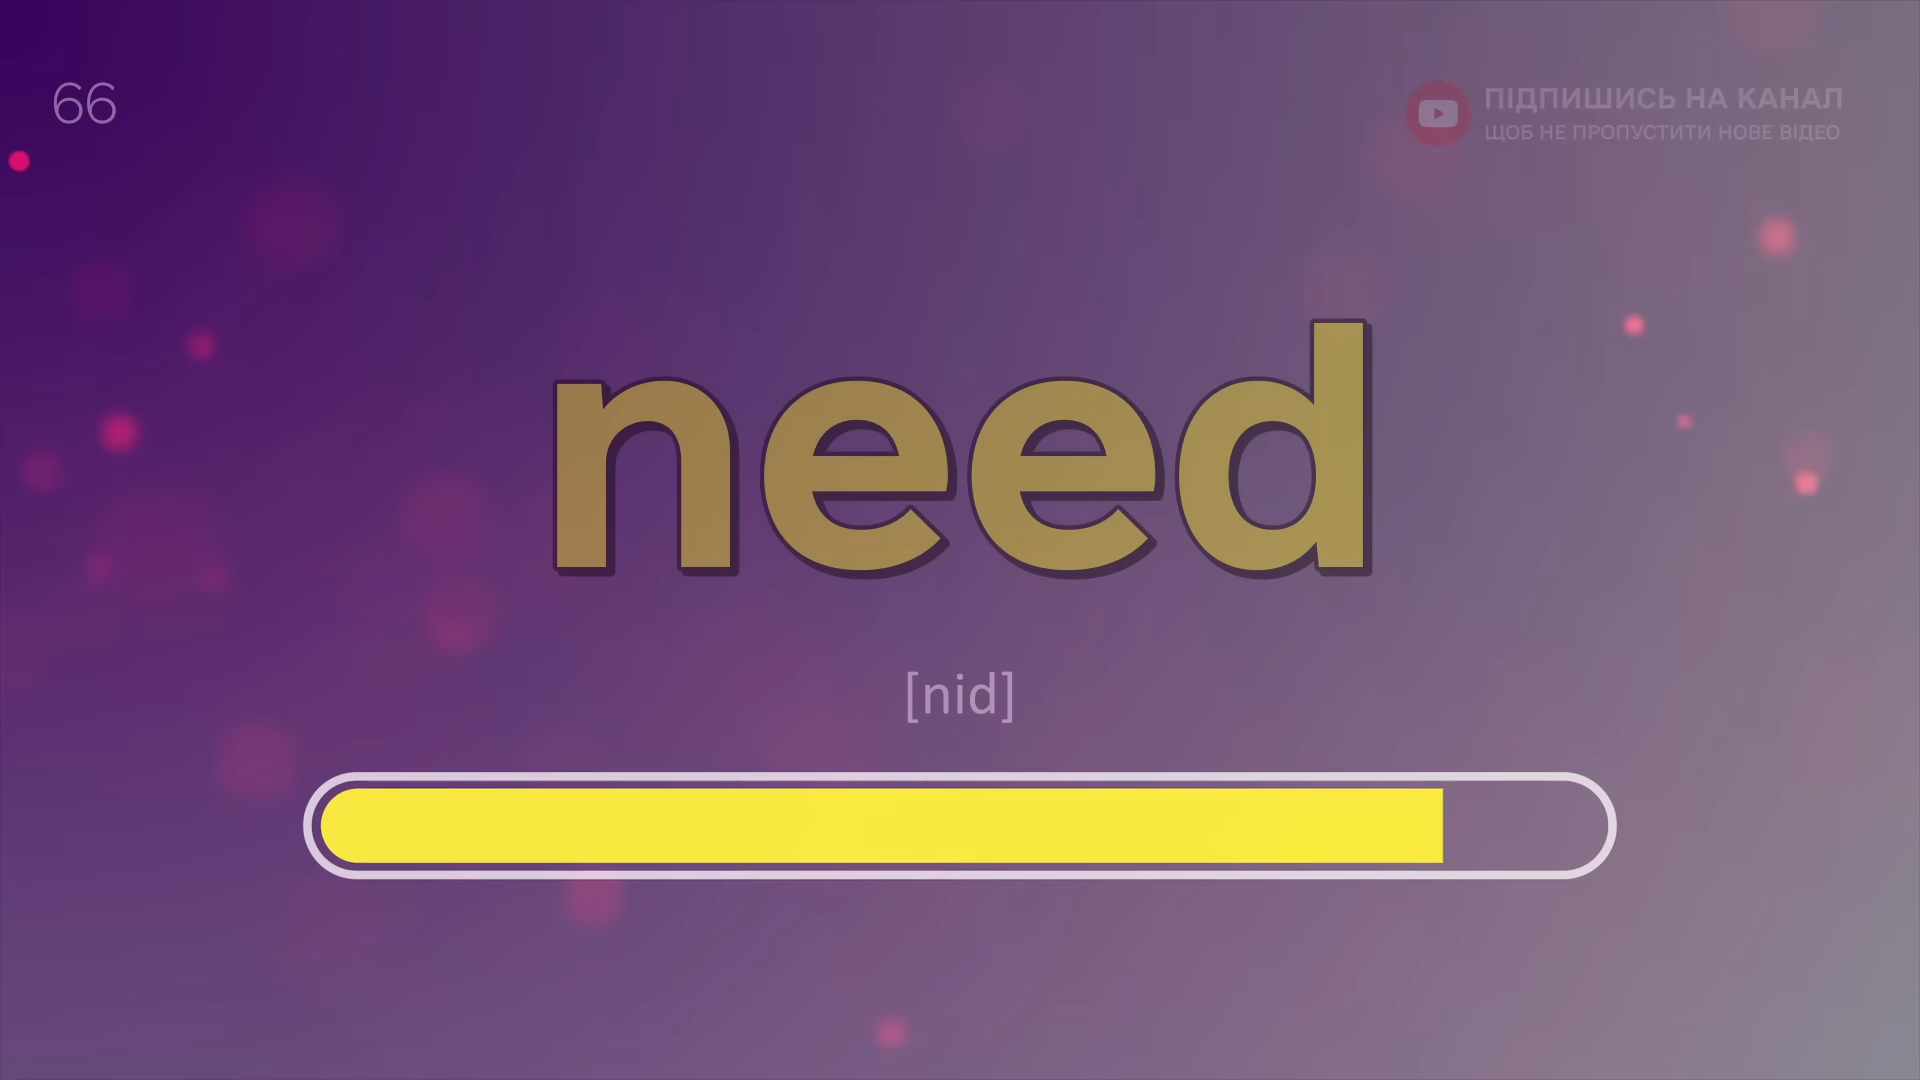 66
ПІДПИШИСЬ НА КАНАЛ
ЩОБ НЕ ПРОПУСТИТИ НОВЕ ВІДЕО
need
[nid]